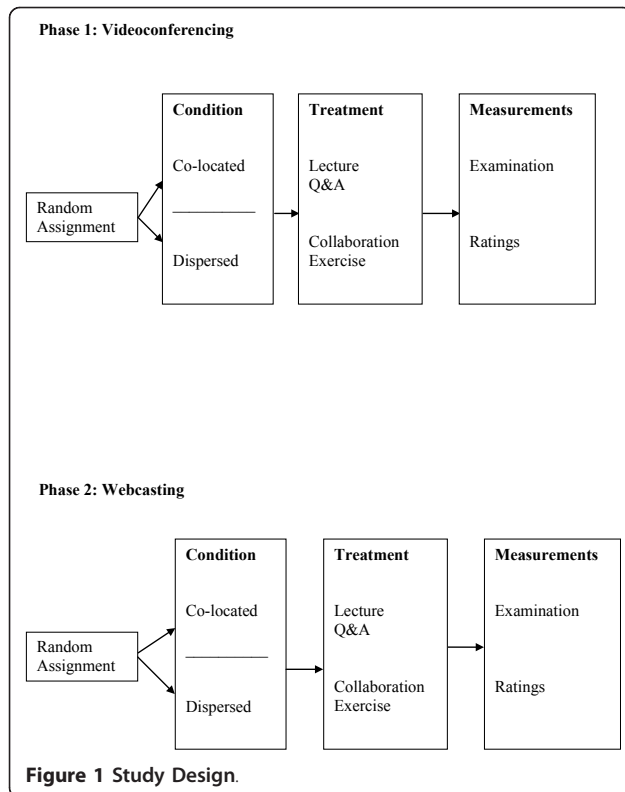 Phase 1: Videoconferencing
Random
Assignment
Condition
Co-located
Dispersed
Treatment
Lecture
Q&A
Collaboration
Exercise
Measurements
Examination
Ratings
Phase 2: Webcasting
Random
Assignment
Condition
Co-located
Dispersed
Treatment
Lecture
Q&A
Collaboration
Exercise
Measurements
Examination
Ratings
Figure 1 Study Design.